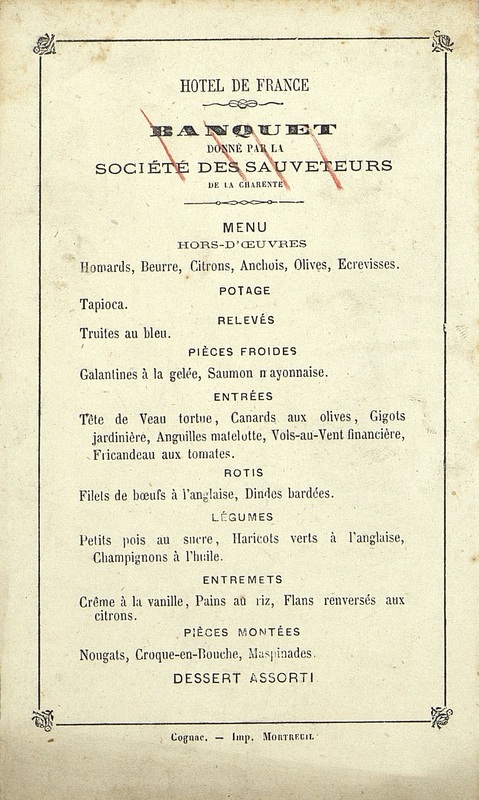 HOTEL DE FRANCE
BANQUET
DONNÉ PAR LA
SOCIÉTÉ DES SAUVETEURS
DE LA CHARENTE
MENU
HORS-D'ŒUVRES
Homards, Beurre, Citrons, Anchois, Olives, Ecrevisses.
POTAGE
Tapioca.
RELEVÉS
Truites au bleu.
PIÈCES FROIDES
Galantines à la gelée, Saumon mayonnaise.
ENTRÉES
Tête de Veau tortue, Canards aux olives, Gigots
jardinière, Anguilles matelotte, Vols-au-Vent financière,
Fricandeau aux tomates.
ROTIS
Filets de bœufs à l'anglaise, Dindes bardées.
LÉGUMES
Petits pois au sucre, Haricots verts à l'anglaise,
Champignons à l'huile.
ENTREMETS
Crême à la vanille, Pains au riz, Flans renversés aux
citrons.
PIÈCES MONTÉES
Nougats, Croque-en-Bouche, Maspinades.
DESSERT ASSORTI
Cognac. — Imp. MORTREUIL